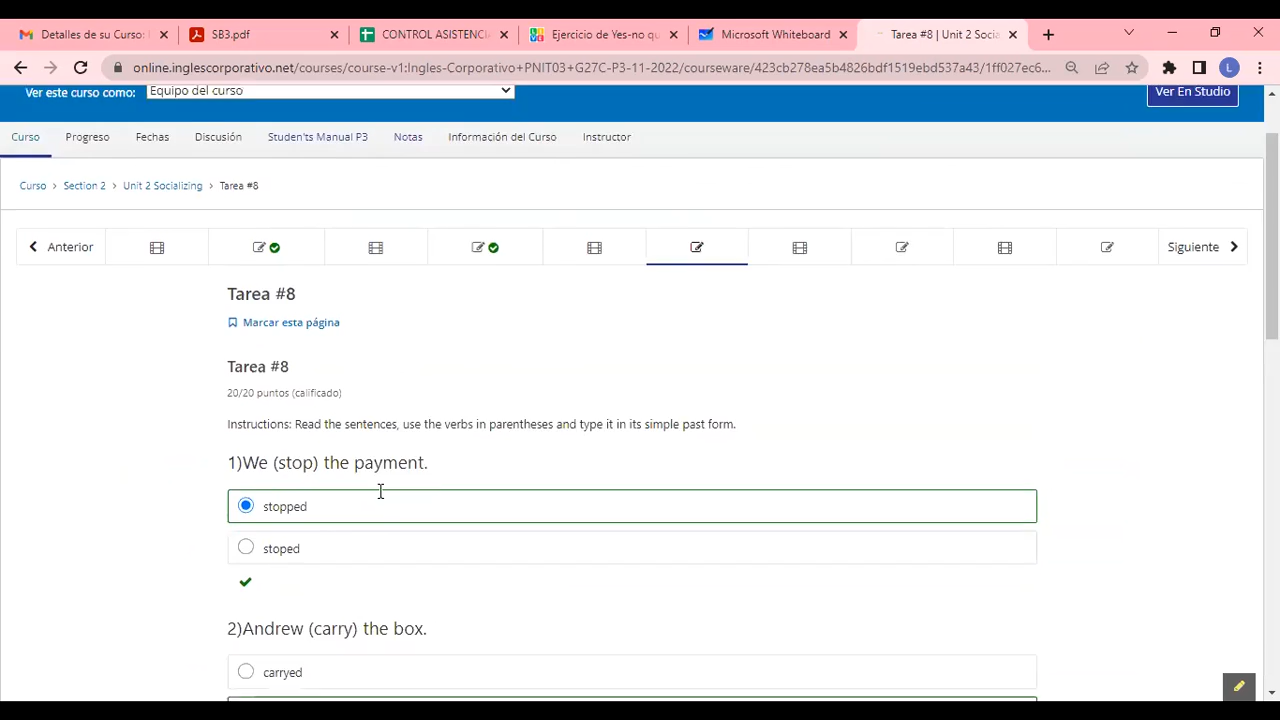 Detalles de su Curso:
SB3.pdf
CONTROL ASISTENCI
Ejercicio de Yes-no qu
Microsoft Whiteboard
Tarea #8 | Unit 2 Socia
online.inglescorporativo.net/courses/course-v1:Ingles-Corporativo+PNIT03+G27C-P3-11-2022/courseware/423cb278ea5b4826bdf1519ebd537a43/1ff027ec6...
L
Ver este curso como:
Equipo del curso
Ver En Studio
Curso
Progreso
Fechas
Discusión
Studen'ts Manual P3
Notas
Información del Curso
Instructor
Curso > Section 2 > Unit 2 Socializing > Tarea #8
Anterior
Siguiente
Tarea #8
Marcar esta página
Tarea #8
20/20 puntos (calificado)
Instructions: Read the sentences, use the verbs in parentheses and type it in its simple past form.
1)We (stop) the payment.
stopped
stoped
2)Andrew (carry) the box.
carryed